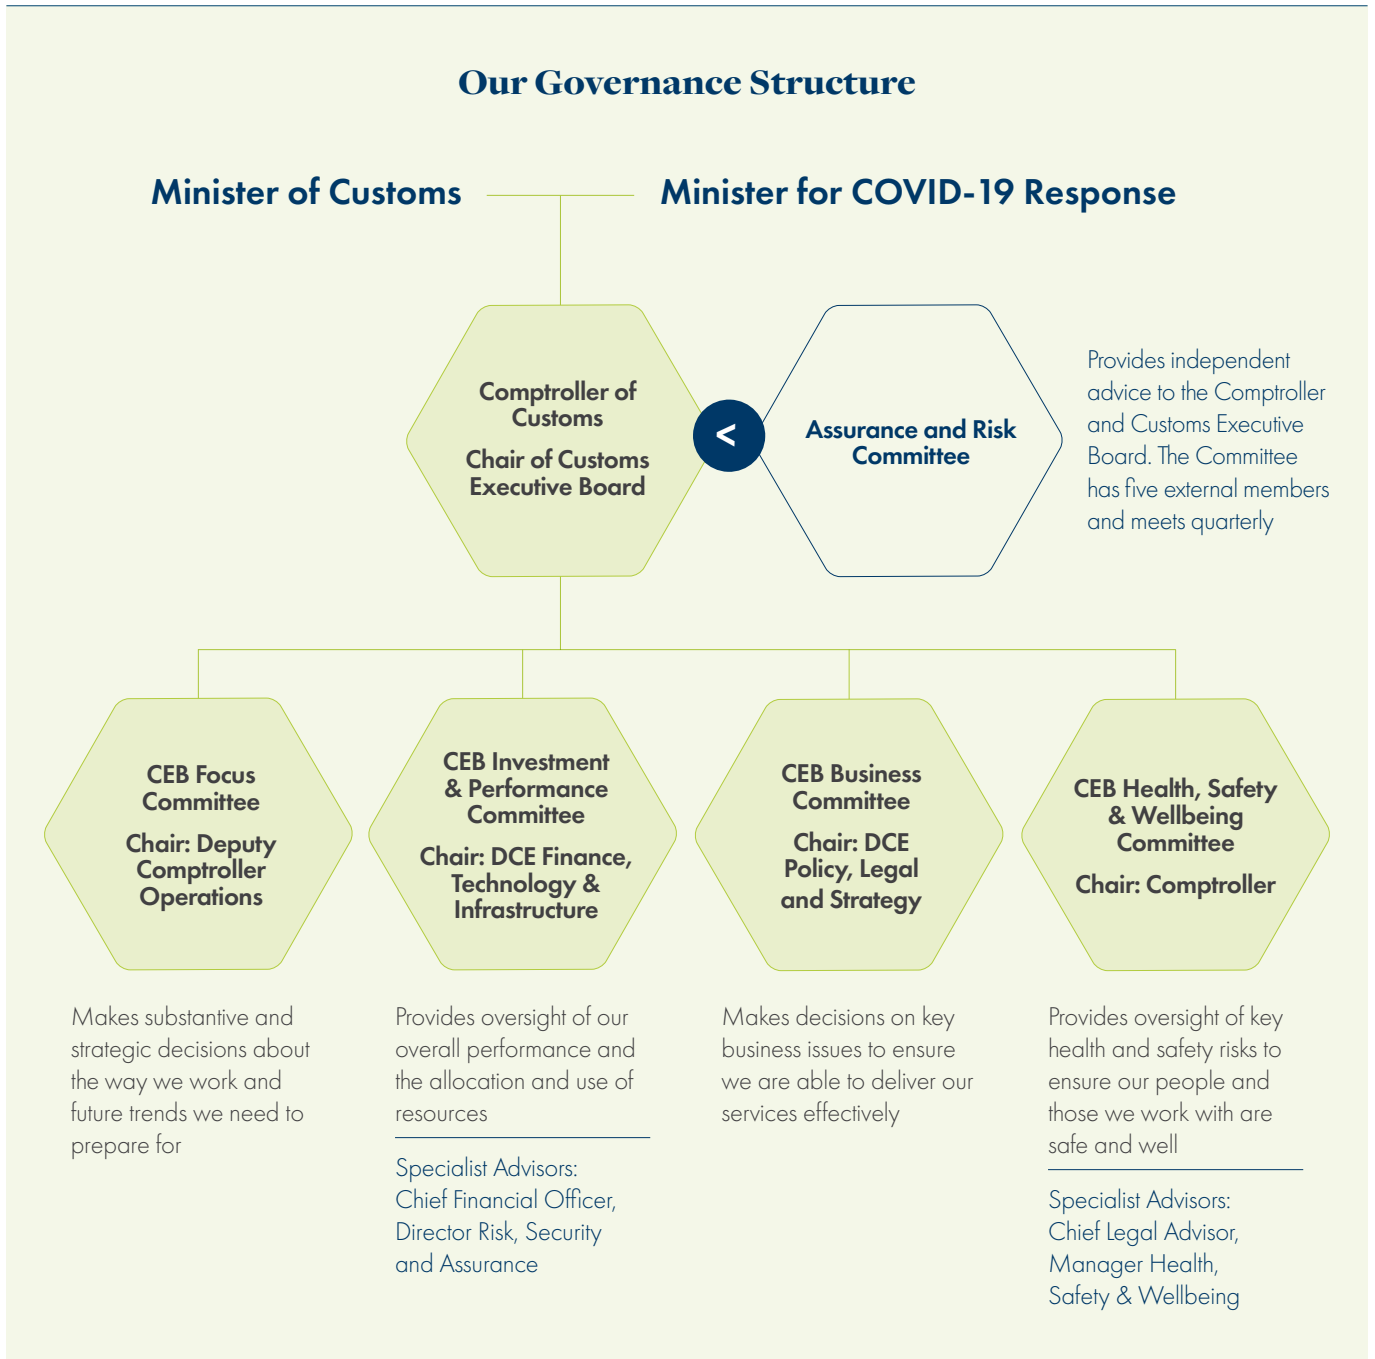 Our Governance Structure
Minister of Customs
Minister for COVID-19 Response
Comptroller of
Customs
Chair of Customs
Executive Board
<
Assurance and Risk
Committee
Provides independent
advice to the Comptroller
and Customs Executive
Board. The Committee
has five external members
and meets quarterly
CEB Focus
Committee
Chair: Deputy
Comptroller
Operations
Makes substantive and
strategic decisions about
the way we work and
future trends we need to
prepare for
CEB Investment
& Performance
Committee
Chair: DCE Finance,
Technology &
Infrastructure
Provides oversight of our
overall performance and
the allocation and use of
resources
Specialist Advisors:
Chief Financial Officer,
Director Risk, Security
and Assurance
CEB Business
Committee
Chair: DCE
Policy, Legal
and Strategy
Makes decisions on key
business issues to ensure
we are able to deliver our
services effectively
CEB Health, Safety
& Wellbeing
Committee
Chair: Comptroller
Provides oversight of key
health and safety risks to
ensure our people and
those we work with are
safe and well
Specialist Advisors:
Chief Legal Advisor,
Manager Health,
Safety & Wellbeing